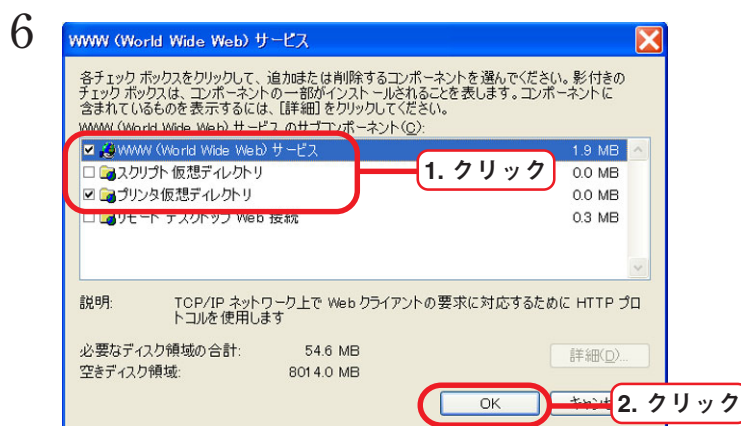 6
WWW (World Wide Web) サービス
各チェック ボックスをクリックして、追加または削除するコンポーネントを選んでください。影付きの
チェック ボックスは、コンポーネントの一部がインストールされることを表します。コンポーネントに
含まれているものを表示するには、[詳細] をクリックしてください。
WWW (World Wide Web) サービス のサブコンポーネント(C):
WWW (World Wide Web) サービス 1.9 MB
スクリプト 仮想ディレクトリ 0.0 MB
プリンタ仮想ディレクトリ 0.0 MB
リモート デスクトップ Web 接続 0.3 MB
1. クリック
説明: TCP/IP ネットワーク上で Web クライアントの要求に対応するために HTTP プロ
トコルを使用します
必要なディスク領域の合計: 54.6 MB
詳細(D)...
空きディスク領域: 8014.0 MB
OK
2. クリック